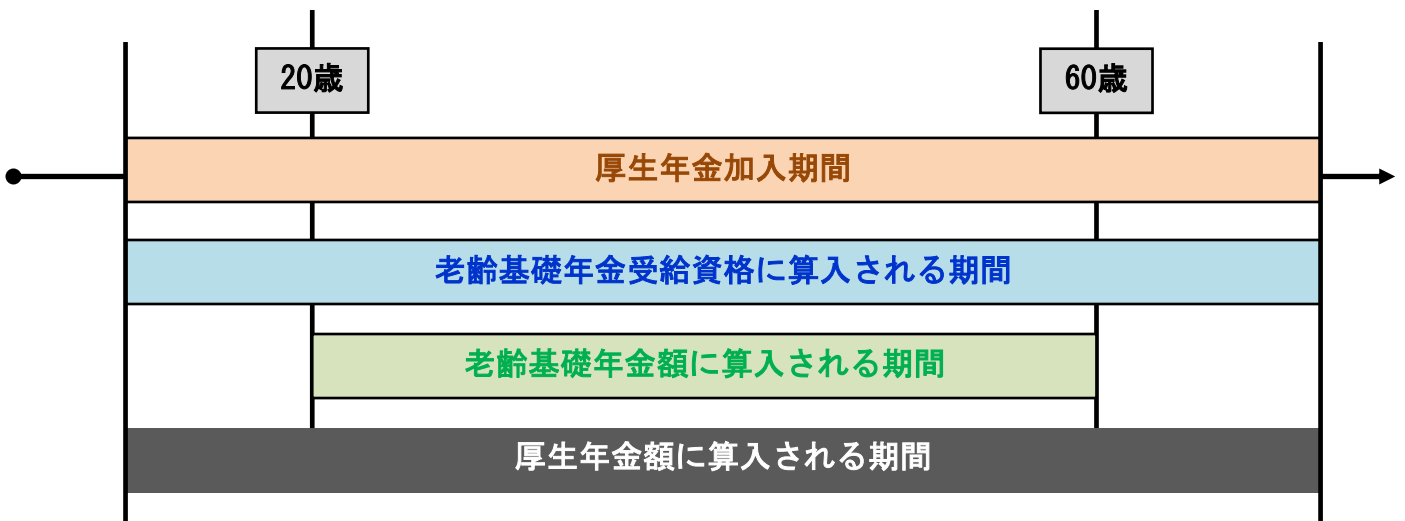 20歳
60歳
厚生年金加入期間
老齢基礎年金受給資格に算入される期間
老齢基礎年金額に算入される期間
厚生年金額に算入される期間